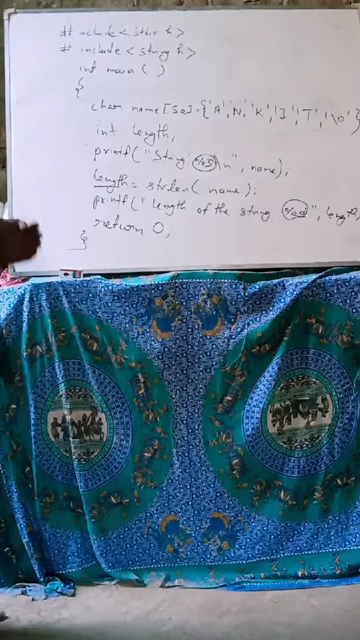 # include < stdio h>
# include < string h>
int main ( )
{
char name [50] = {'A','N,'K,'I','T,'\0'}
int length,
printf( "String %s \n", name);
length = strlen( name );
printf( "length of the string %d", length)
return 0,
}